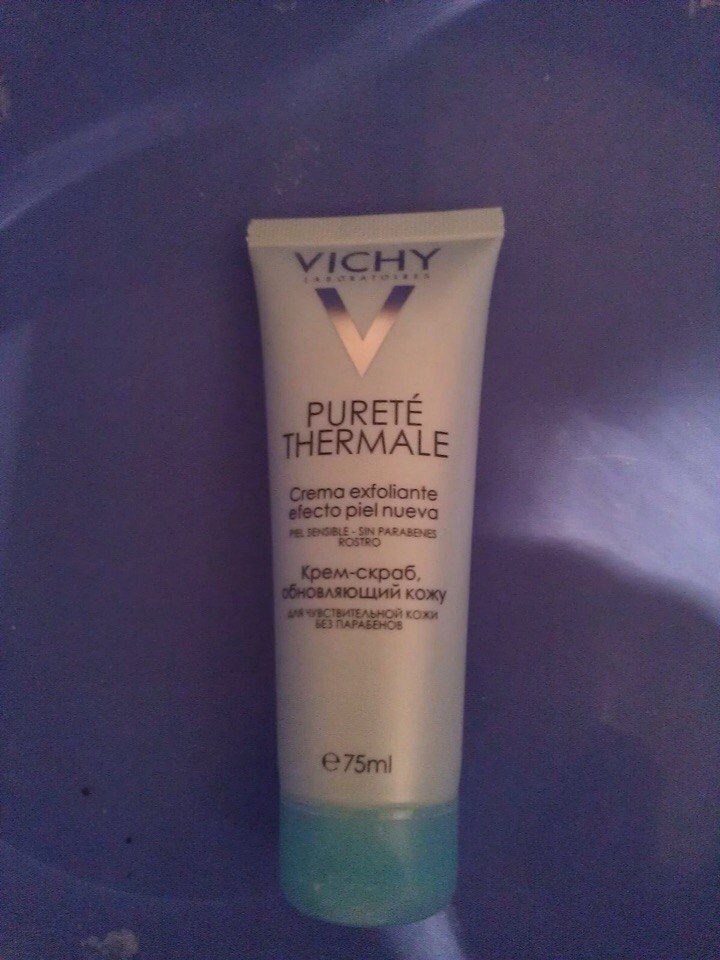 VICHY
LABORATOIRES
PURETÉ
THERMALE
Crema exfoliante
efecto piel nueva
PIEL SENSIBLE - SIN PARABENES
ROSTRO
Крем-скраб,
обновляющий кожу
ДЛЯ ЧУВСТВИТЕЛЬНОЙ КОЖИ
БЕЗ ПАРАБЕНОВ
℮75ml